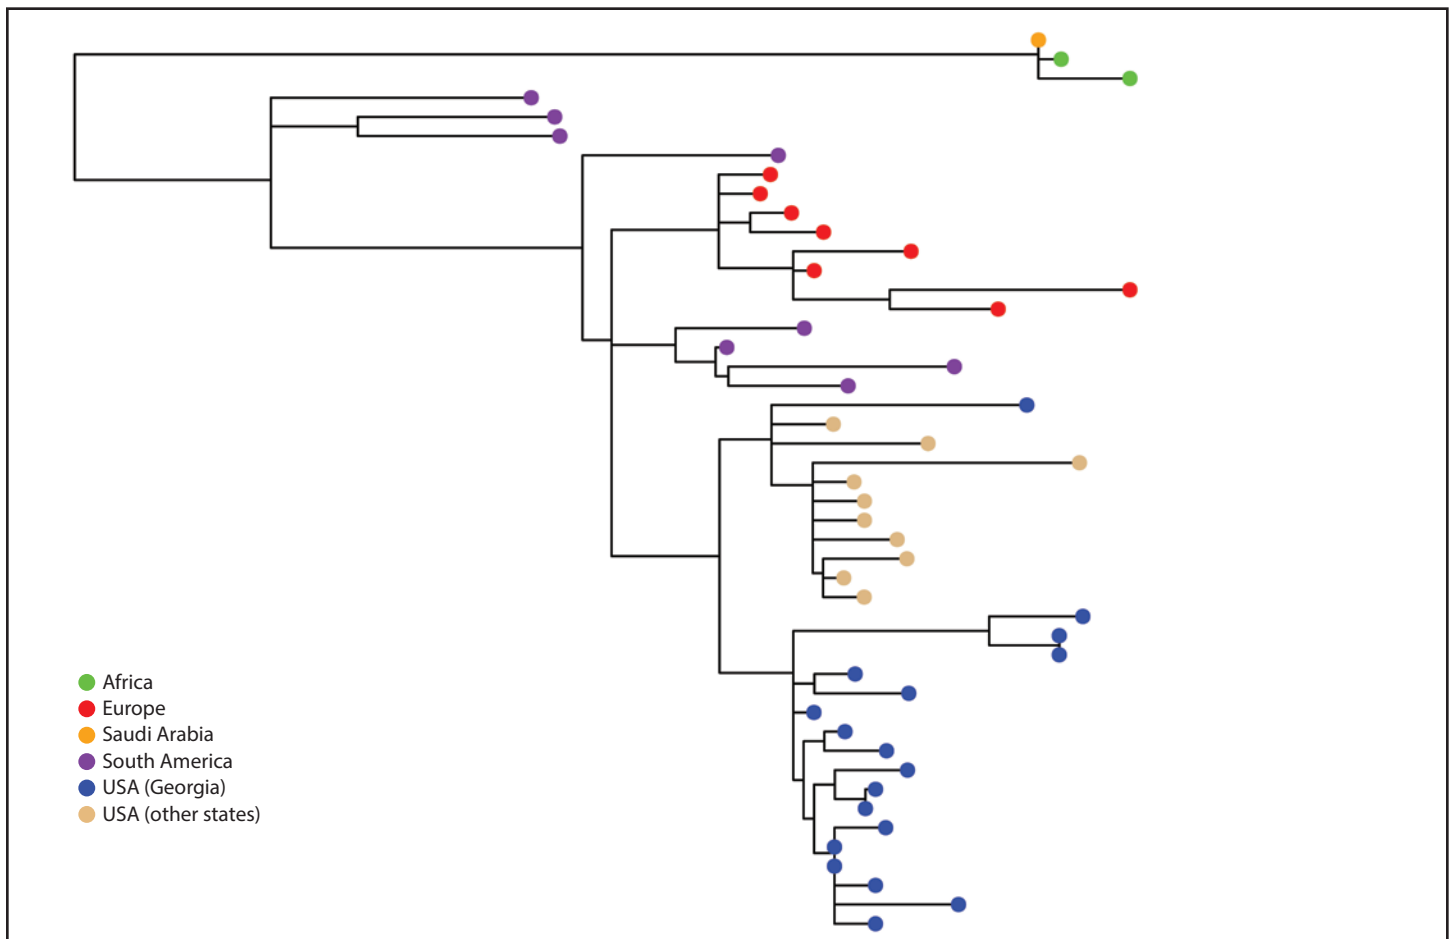 Africa
Europe
Saudi Arabia
South America
USA (Georgia)
USA (other states)